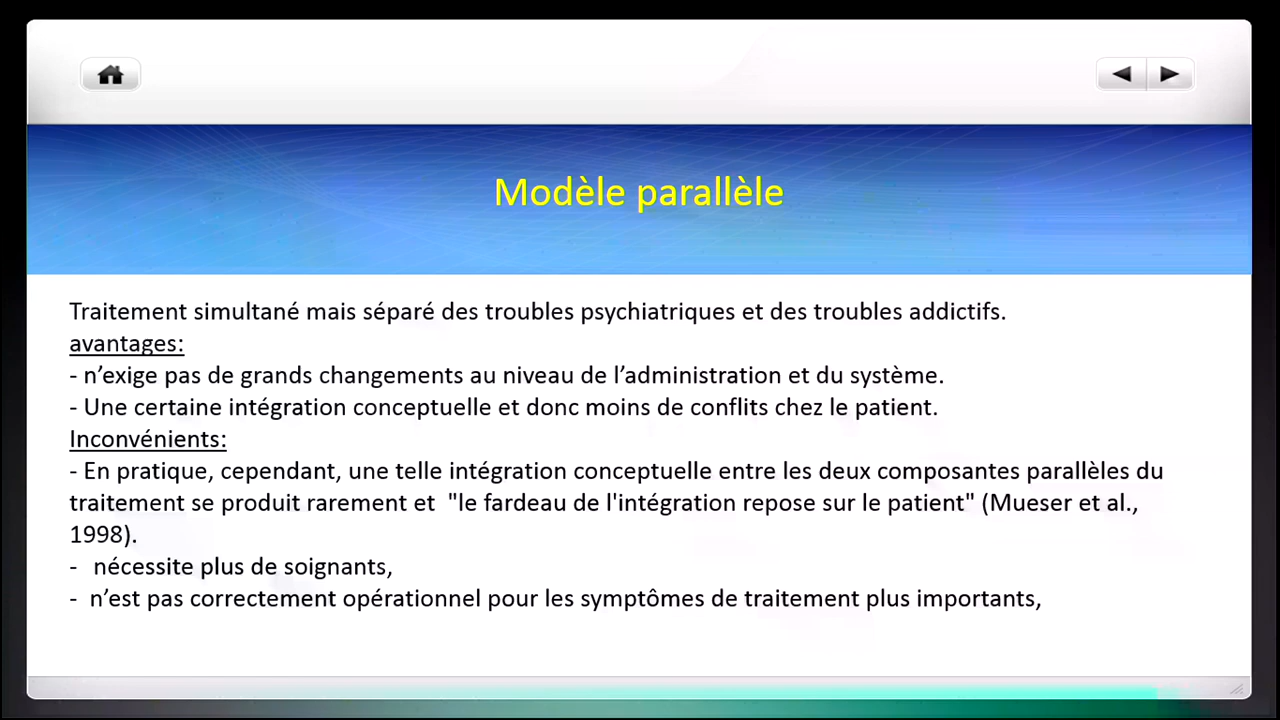 Modèle parallèle
Traitement simultané mais séparé des troubles psychiatriques et des troubles addictifs.
avantages:
- n’exige pas de grands changements au niveau de l’administration et du système.
- Une certaine intégration conceptuelle et donc moins de conflits chez le patient.
Inconvénients:
- En pratique, cependant, une telle intégration conceptuelle entre les deux composantes parallèles du
traitement se produit rarement et "le fardeau de l'intégration repose sur le patient" (Mueser et al.,
1998).
- nécessite plus de soignants,
- n’est pas correctement opérationnel pour les symptômes de traitement plus importants,